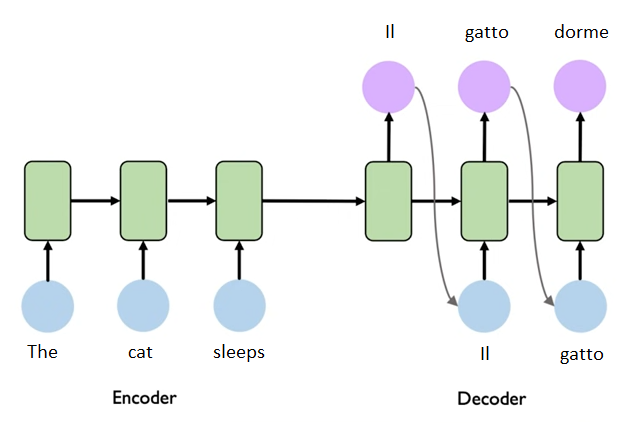 Il gatto dorme
The cat sleeps
Il gatto
Encoder Decoder